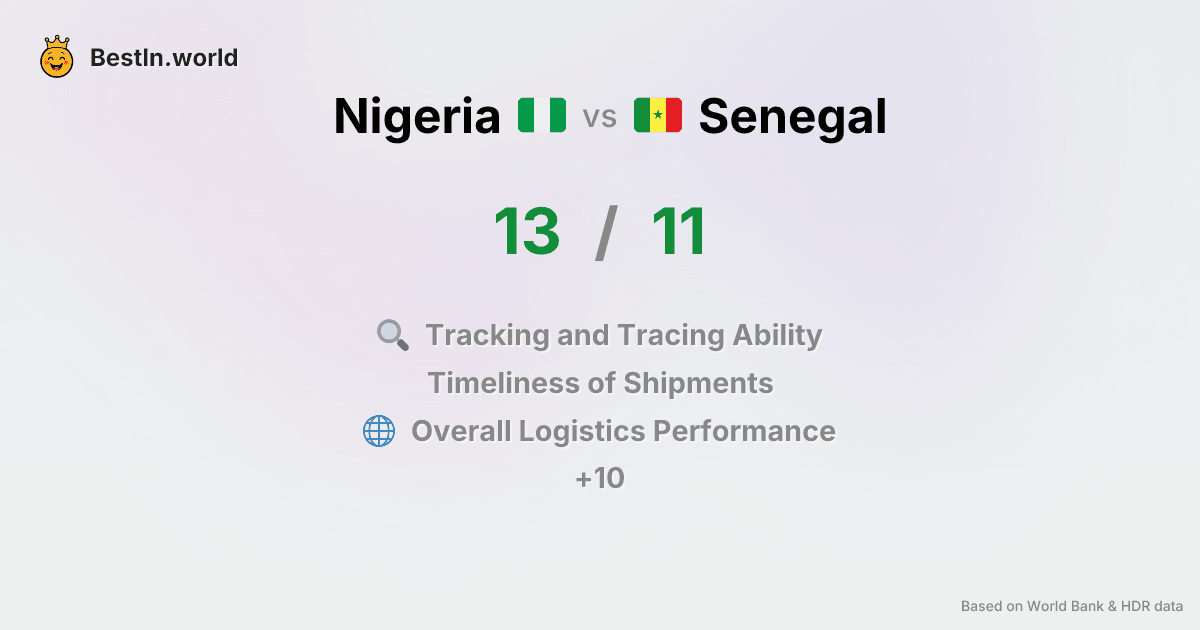 BestIn.world
Nigeria vs Senegal
13 / 11
Tracking and Tracing Ability
Timeliness of Shipments
Overall Logistics Performance
+10
Based on World Bank & HDR data